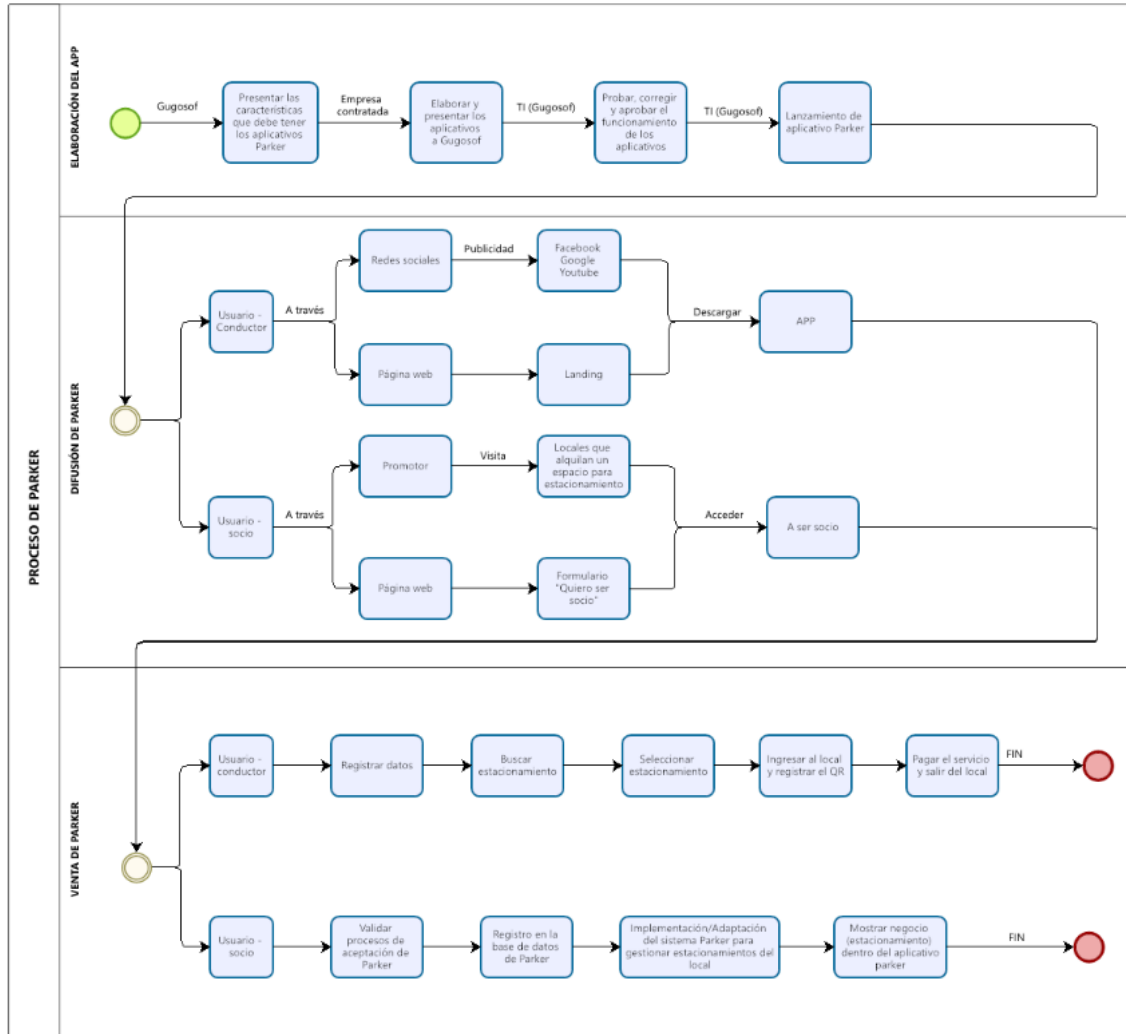 PROCESO DE PARKER
ELABORACIÓN DEL APP
Gugosof
Presentar las
características
que debe tener
los aplicativos
Parker
Empresa
contratada
Elaborar y
presentar los
aplicativos
a Gugosof
TI (Gugosof)
Probar, corregir
y aprobar el
funcionamiento
de los
aplicativos
TI (Gugosof)
Lanzamiento de
aplicativo Parker
DIFUSIÓN DE PARKER
Usuario -
Conductor
A través
Redes sociales
Publicidad
Facebook
Google
Youtube
Página web
Landing
Descargar
APP
Usuario -
socio
A través
Promotor
Visita
Locales que
alquilan un
espacio para
estacionamiento
Página web
Formulario
"Quiero ser
socio"
Acceder
A ser socio
VENTA DE PARKER
Usuario -
conductor
Registrar datos
Buscar
estacionamiento
Seleccionar
estacionamiento
Ingresar al local
y registrar el QR
Pagar el servicio
y salir del local
FIN
Usuario -
socio
Validar
procesos de
aceptación de
Parker
Registro en la
base de datos
de Parker
Implementación/Adaptación
del sistema Parker para
gestionar estacionamientos del
local
Mostrar negocio
(estacionamiento)
dentro del aplicativo
parker
FIN